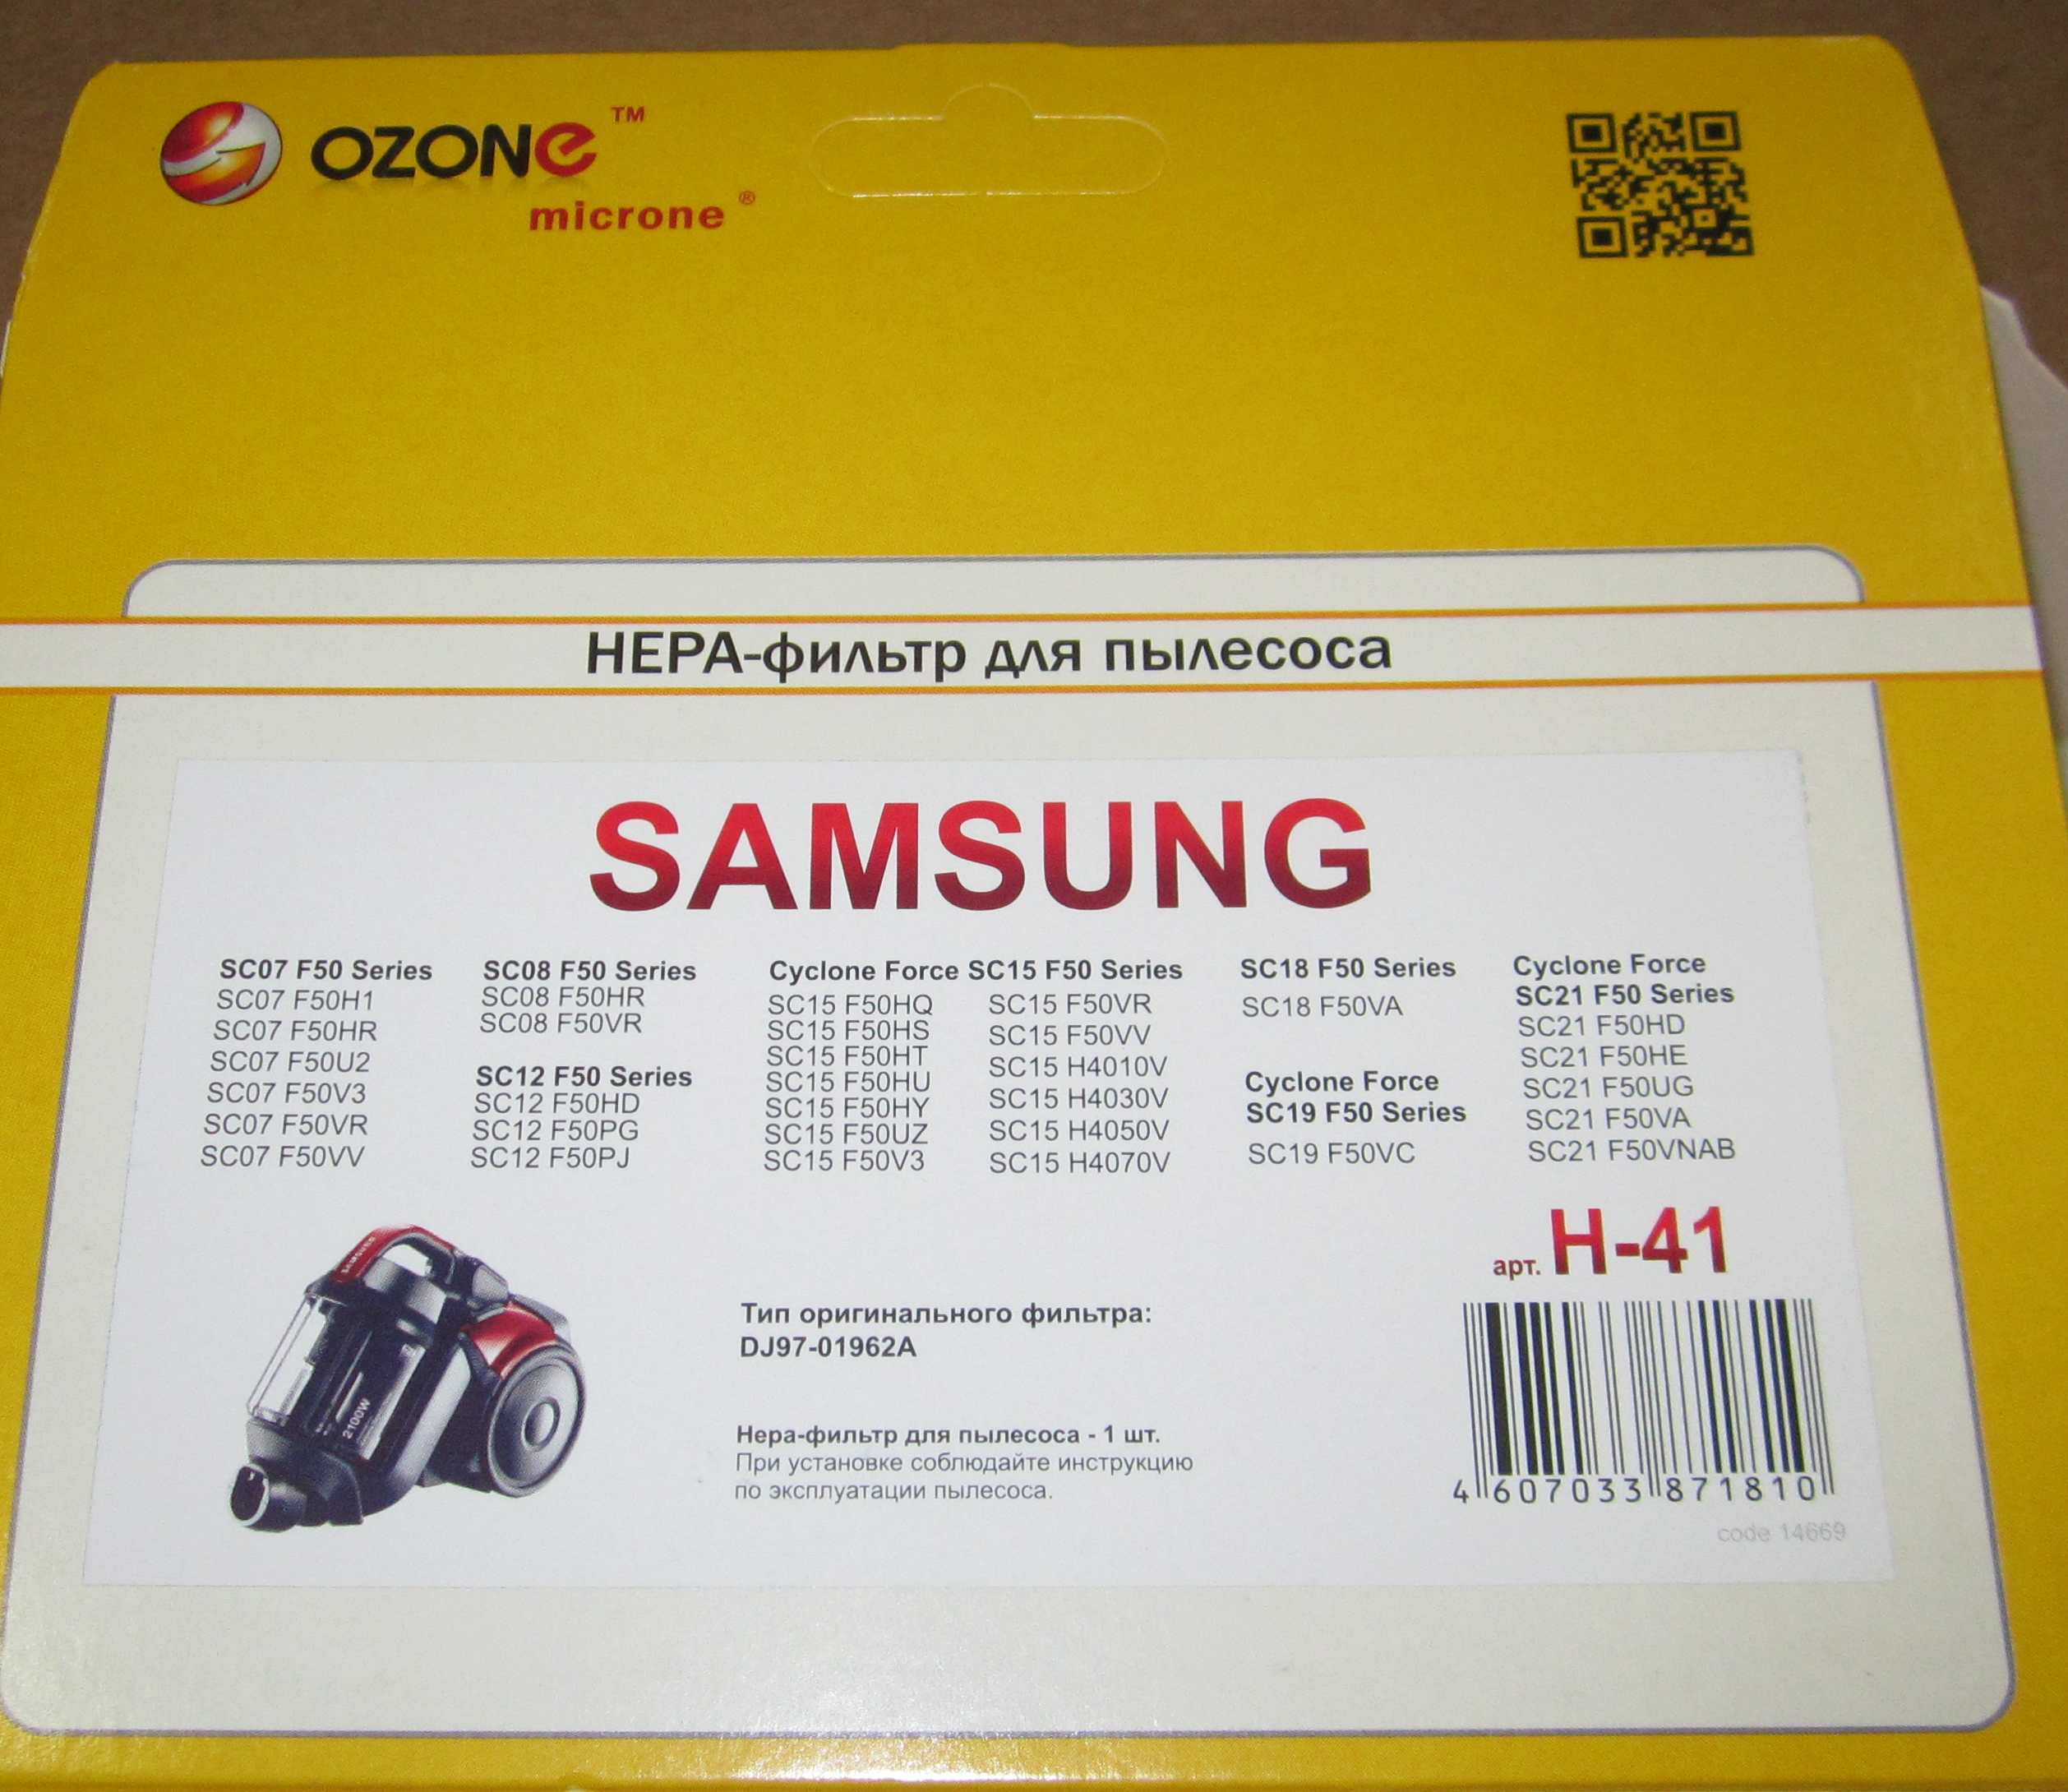 OZONE TM
microne ®
HEPA-фильтр для пылесоса
SAMSUNG
SC07 F50 Series
SC07 F50H1
SC07 F50HR
SC07 F50U2
SC07 F50V3
SC07 F50VR
SC07 F50VV
SC08 F50 Series
SC08 F50HR
SC08 F50VR
SC12 F50 Series
SC12 F50HD
SC12 F50PG
SC12 F50PJ
Cyclone Force SC15 F50 Series
SC15 F50HQ
SC15 F50HS
SC15 F50HT
SC15 F50HU
SC15 F50HY
SC15 F50UZ
SC15 F50V3
SC15 F50VR
SC15 F50VV
SC15 H4010V
SC15 H4030V
SC15 H4050V
SC15 H4070V
SC18 F50 Series
SC18 F50VA
Cyclone Force
SC19 F50 Series
SC19 F50VC
Cyclone Force
SC21 F50 Series
SC21 F50HD
SC21 F50HE
SC21 F50UG
SC21 F50VA
SC21 F50VNAB
SAMSUNG
2100W
Тип оригинального фильтра:
DJ97-01962A
Нера-фильтр для пылесоса - 1 шт.
При установке соблюдайте инструкцию
по эксплуатации пылесоса.
арт. H-41
4 607033 871810
code 14669